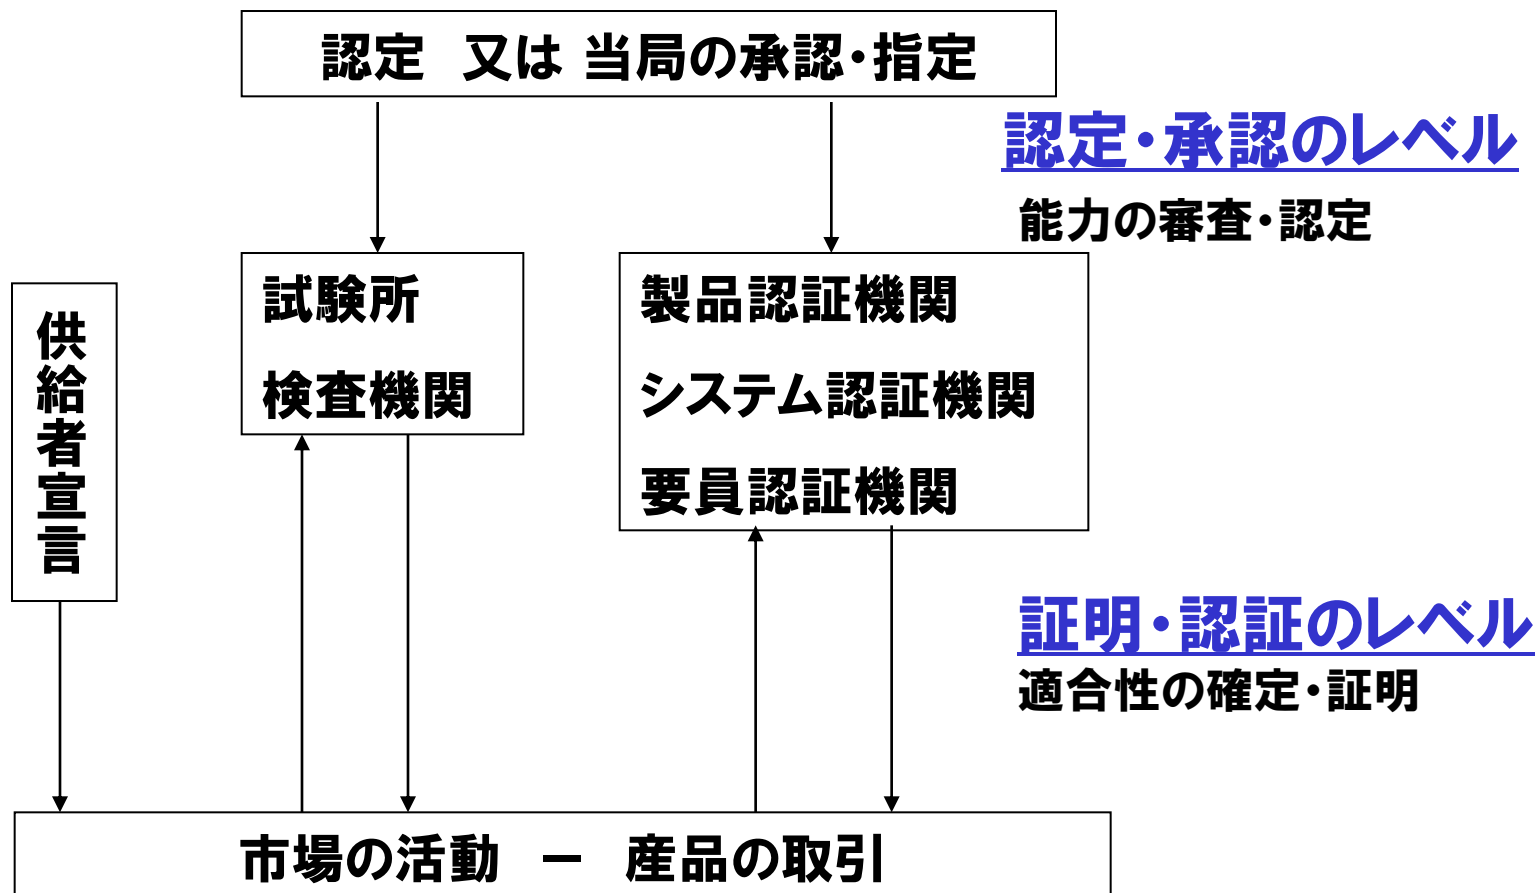 認定 又は 当局の承認・指定
認定・承認のレベル
能力の審査・認定
試験所
検査機関
製品認証機関
システム認証機関
要員認証機関
供給者宣言
証明・認証のレベル
適合性の確定・証明
市場の活動 － 産品の取引